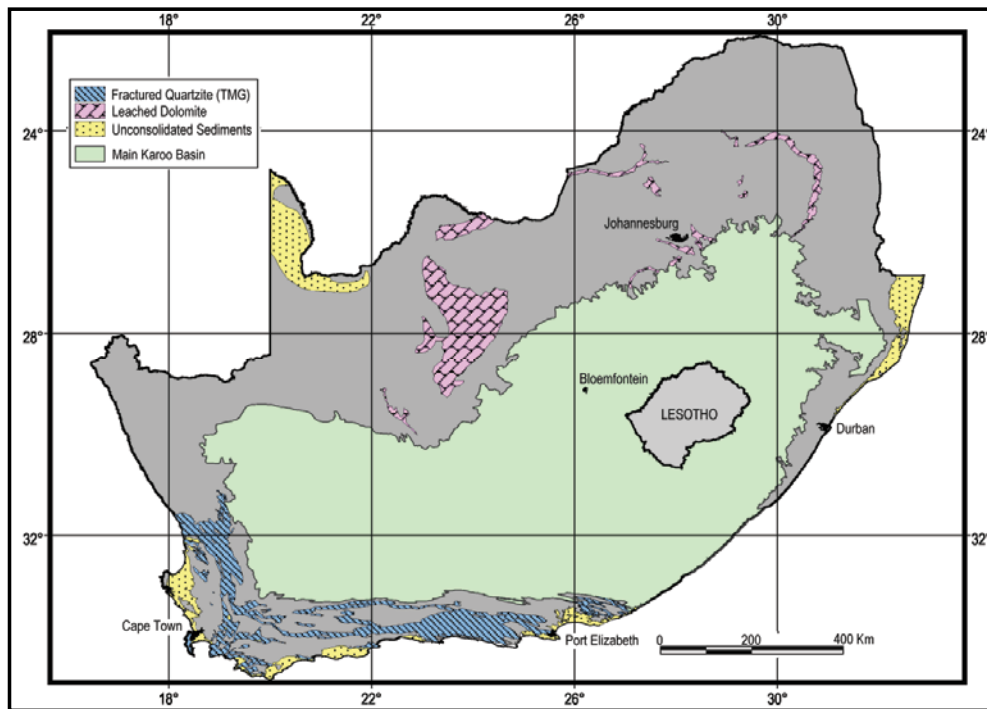 18° 22° 26° 30°
Fractured Quartzite (TMG)
Leached Dolomite
Unconsolidated Sediments
Main Karoo Basin
24° 24°
Johannesburg
28° 28°
Bloemfontein
LESOTHO
Durban
32° 32°
Cape Town
Port Elizabeth
0 200 400 Km
18° 22° 26° 30°